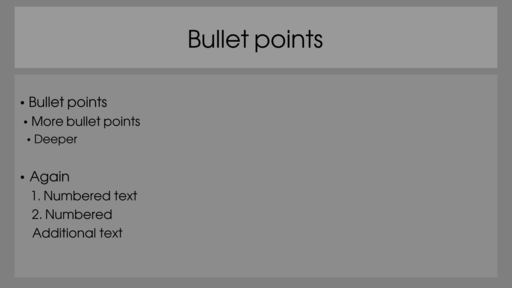 Bullet points
• Bullet points
• More bullet points
• Deeper
• Again
1. Numbered text
2. Numbered
Additional text